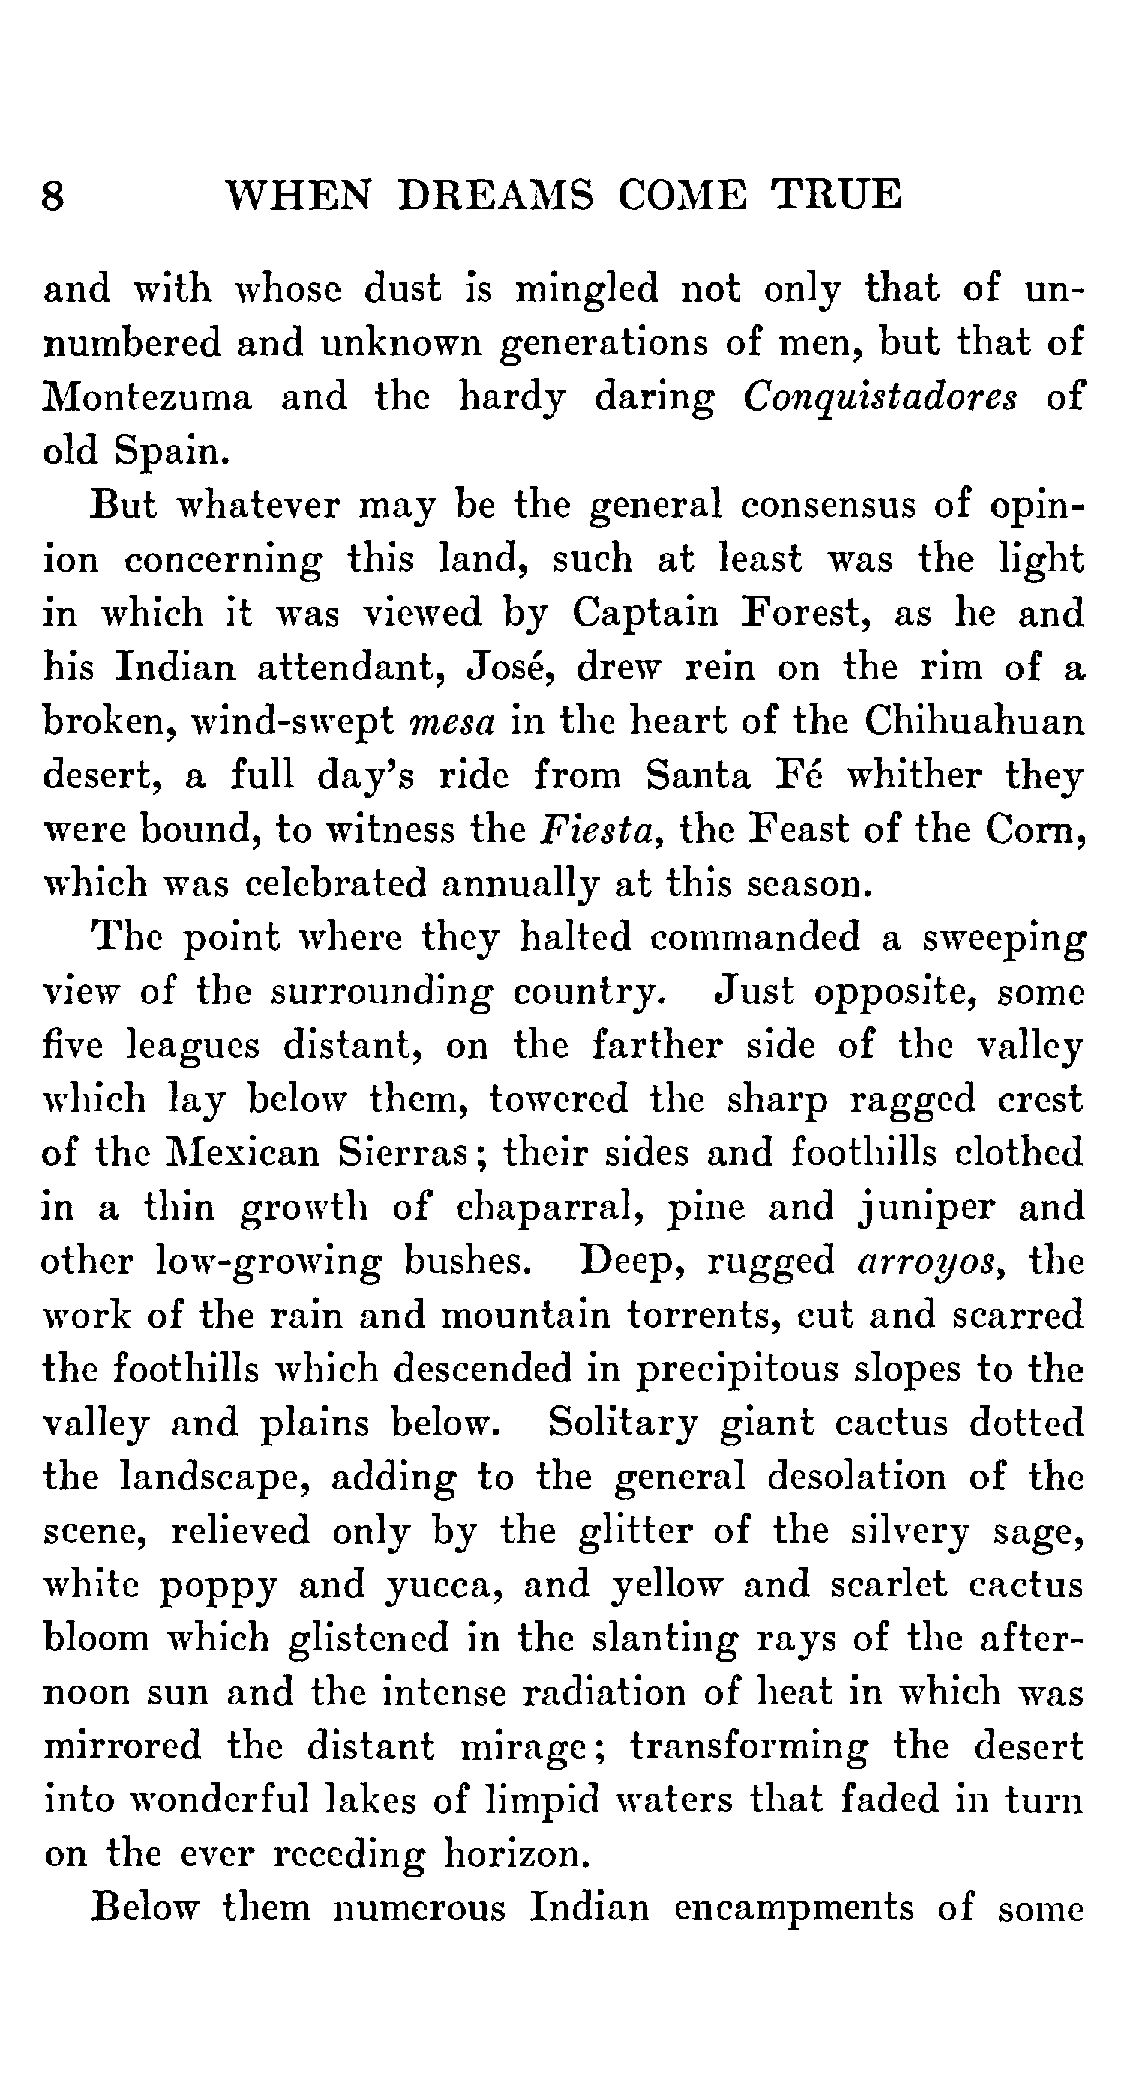 8 WHEN DREAMS COME TRUE
and with whose dust is mingled not only that of un-
numbered and unknown generations of men, but that of
Montezuma and the hardy daring Conquistadores of
old Spain.
But whatever may be the general consensus of opin-
ion concerning this land, such at least was the light
in which it was viewed by Captain Forest, as he and
his Indian attendant, José, drew rein on the rim of a
broken, wind-swept mesa in the heart of the Chihuahuan
desert, a full day's ride from Santa Fé whither they
were bound, to witness the Fiesta, the Feast of the Corn,
which was celebrated annually at this season.
The point where they halted commanded a sweeping
view of the surrounding country. Just opposite, some
five leagues distant, on the farther side of the valley
which lay below them, towered the sharp ragged crest
of the Mexican Sierras; their sides and foothills clothed
in a thin growth of chaparral, pine and juniper and
other low-growing bushes. Deep, rugged arroyos, the
work of the rain and mountain torrents, cut and scarred
the foothills which descended in precipitous slopes to the
valley and plains below. Solitary giant cactus dotted
the landscape, adding to the general desolation of the
scene, relieved only by the glitter of the silvery sage,
white poppy and yucca, and yellow and scarlet cactus
bloom which glistened in the slanting rays of the after-
noon sun and the intense radiation of heat in which was
mirrored the distant mirage; transforming the desert
into wonderful lakes of limpid waters that faded in turn
on the ever receding horizon.
Below them numerous Indian encampments of some